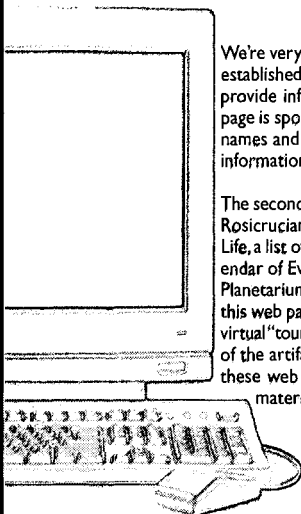 We're very
established
provide inf
page is spo
names and
information
The second
Rosicrucian
Life, a list o
endar of Ev
Planetarium
this web pa
virtual "tour
of the artif
these web
mater